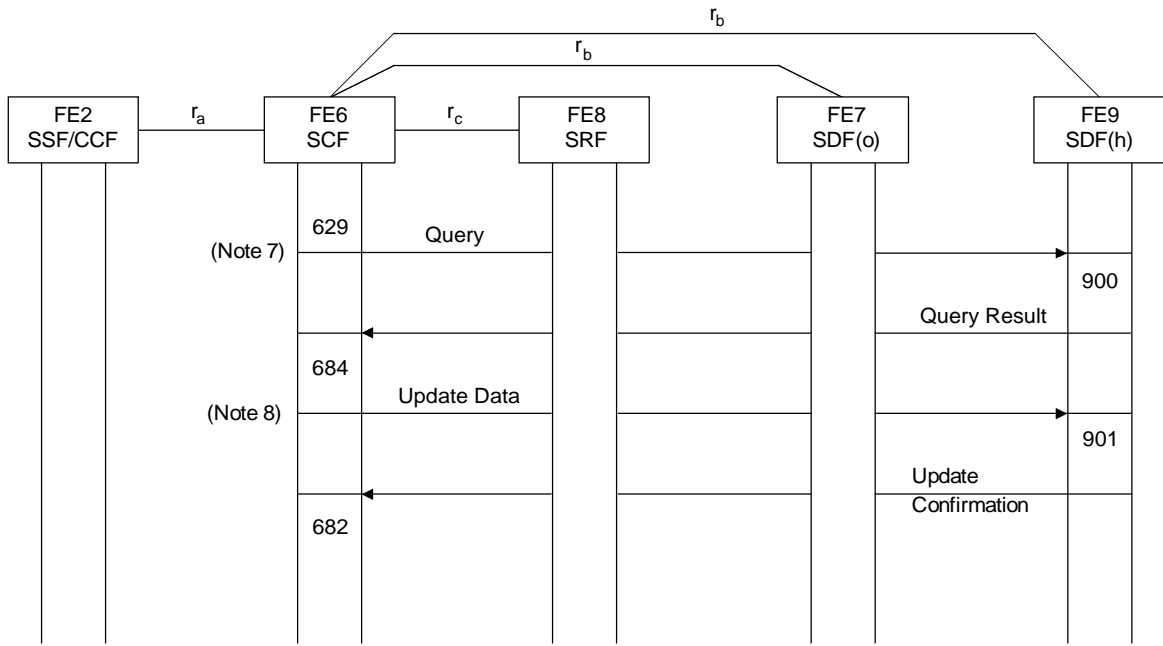 r_b
r_b
FE2
SSF/CCF
r_a
FE6
SCF
r_c
FE8
SRF
FE7
SDF(o)
FE9
SDF(h)
629
(Note 7)
Query
900
Query Result
684
(Note 8)
Update Data
901
Update
Confirmation
682